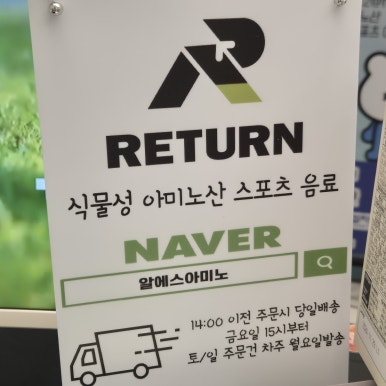 RETURN
식물성 아미노산 스포츠 음료
NAVER
알에스아미노
14:00 이전 주문시 당일배송
금요일 15시부터
토/일 주문건 차주 월요일발송